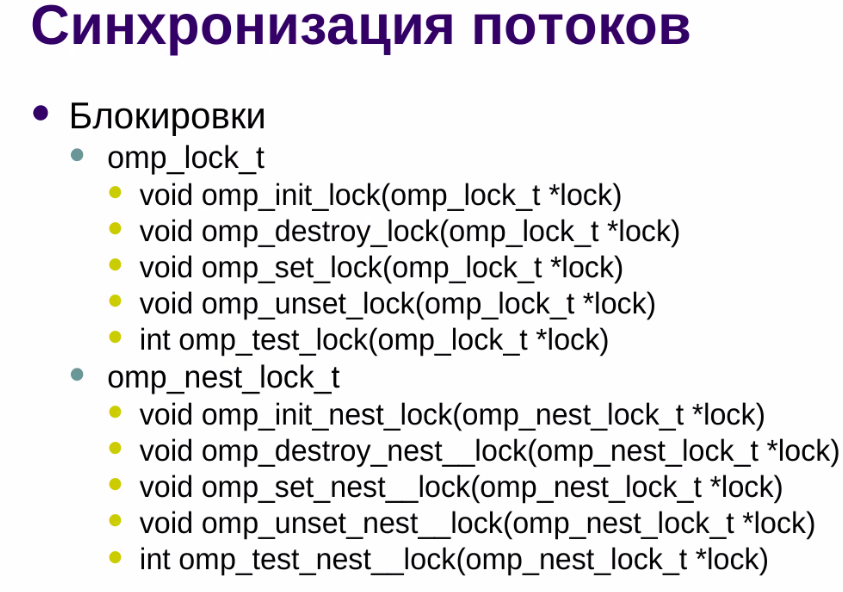 Синхронизация потоков
Блокировки
omp_lock_t
void omp_init_lock(omp_lock_t *lock)
void omp_destroy_lock(omp_lock_t *lock)
void omp_set_lock(omp_lock_t *lock)
void omp_unset_lock(omp_lock_t *lock)
int omp_test_lock(omp_lock_t *lock)
omp_nest_lock_t
void omp_init_nest_lock(omp_nest_lock_t *lock)
void omp_destroy_nest__lock(omp_nest_lock_t *lock)
void omp_set_nest__lock(omp_nest_lock_t *lock)
void omp_unset_nest__lock(omp_nest_lock_t *lock)
int omp_test_nest__lock(omp_nest_lock_t *lock)